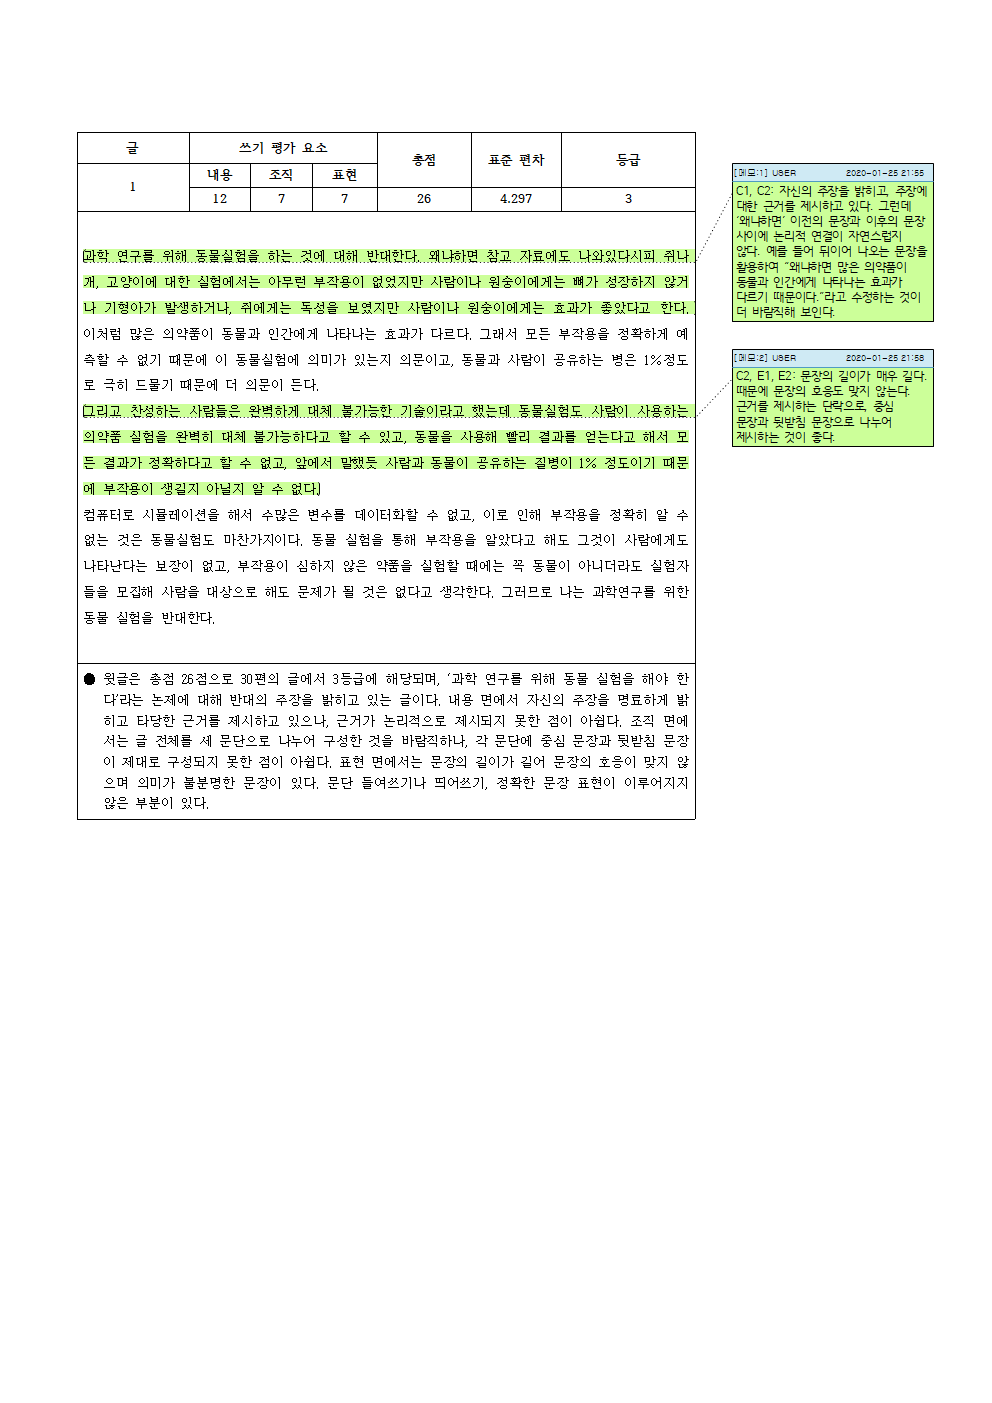 글 쓰기 평가 요소 총점 표준 편차 등급
1 내용 조직 표현
12 7 7 26 4.297 3
과학 연구를 위해 동물실험을 하는 것에 대해 반대한다. 왜냐하면 참고 자료에도 나와있다시피 쥐나
개, 고양이에 대한 실험에서는 아무런 부작용이 없었지만 사람이나 원숭이에게는 뼈가 성장하지 않거
나 기형아가 발생하거나, 쥐에게는 독성을 보였지만 사람이나 원숭이에게는 효과가 좋았다고 한다.
이처럼 많은 의약품이 동물과 인간에게 나타나는 효과가 다르다. 그래서 모든 부작용을 정확하게 예
측할 수 없기 때문에 이 동물실험에 의미가 있는지 의문이고, 동물과 사람이 공유하는 병은 1%정도
로 극히 드물기 때문에 더 의문이 든다.
그리고 찬성하는 사람들은 완벽하게 대체 불가능한 기술이라고 했는데 동물실험도 사람이 사용하는
의약품 실험을 완벽히 대체 불가능하다고 할 수 있고, 동물을 사용해 빨리 결과를 얻는다고 해서 모
든 결과가 정확하다고 할 수 없고, 앞에서 말했듯 사람과 동물이 공유하는 질병이 1% 정도이기 때문
에 부작용이 생길지 아닐지 알 수 없다.
컴퓨터로 시뮬레이션을 해서 수많은 변수를 데이터화할 수 없고, 이로 인해 부작용을 정확히 알 수
없는 것은 동물실험도 마찬가지이다. 동물 실험을 통해 부작용을 알았다고 해도 그것이 사람에게도
나타난다는 보장이 없고, 부작용이 심하지 않은 약품을 실험할 때에는 꼭 동물이 아니더라도 실험자
들을 모집해 사람을 대상으로 해도 문제가 될 것은 없다고 생각한다. 그러므로 나는 과학연구를 위한
동물 실험을 반대한다.
● 윗글은 총점 26점으로 30편의 글에서 3등급에 해당되며, ‘과학 연구를 위해 동물 실험을 해야 한
다’라는 논제에 대해 반대의 주장을 밝히고 있는 글이다. 내용 면에서 자신의 주장을 명료하게 밝
히고 타당한 근거를 제시하고 있으나, 근거가 논리적으로 제시되지 못한 점이 아쉽다. 조직 면에
서는 글 전체를 세 문단으로 나누어 구성한 것을 바람직하나, 각 문단에 중심 문장과 뒷받침 문장
이 제대로 구성되지 못한 점이 아쉽다. 표현 면에서는 문장의 길이가 길어 문장의 호응이 맞지 않
으며 의미가 불분명한 문장이 있다. 문단 들여쓰기나 띄어쓰기, 정확한 문장 표현이 이루어지지
않은 부분이 있다.
[메모:1] USER 2020-01-25 21:55
C1, C2: 자신의 주장을 밝히고, 주장에
대한 근거를 제시하고 있다. 그런데
‘왜냐하면’ 이전의 문장과 이후의 문장
사이에 논리적 연결이 자연스럽지
않다. 예를 들어 뒤이어 나오는 문장을
활용하여 “왜냐하면 많은 의약품이
동물과 인간에게 나타나는 효과가
다르기 때문이다.”라고 수정하는 것이
더 바람직해 보인다.
[메모:2] USER 2020-01-25 21:58
C2, E1, E2: 문장의 길이가 매우 길다.
때문에 문장의 호응도 맞지 않는다.
근거를 제시하는 단락으로, 중심
문장과 뒷받침 문장으로 나누어
제시하는 것이 좋다.